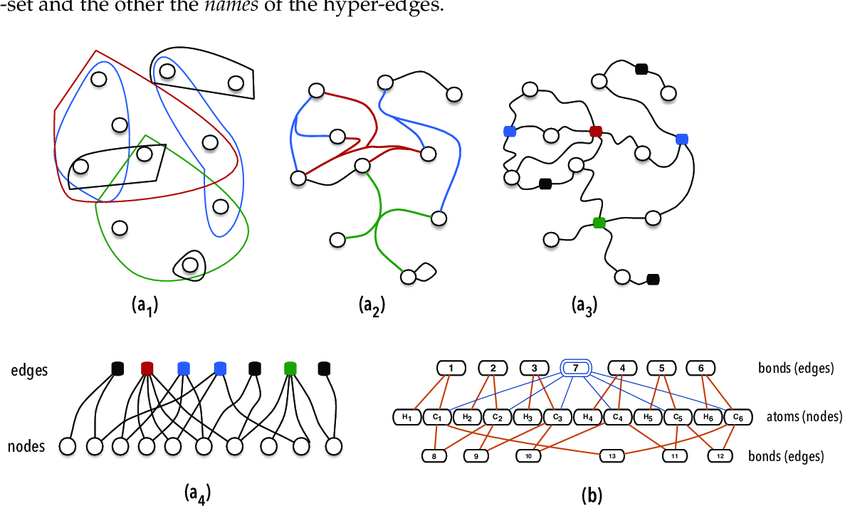 -set and the other the names of the hyper-edges.
(a1)
(a2)
(a3)
edges
nodes
(a4)
1 2 3 7 4 5 6 bonds (edges)
H1 C1 H2 C2 H3 C3 H4 C4 H5 C5 H6 C6 atoms (nodes)
8 9 10 13 11 12 bonds (edges)
(b)